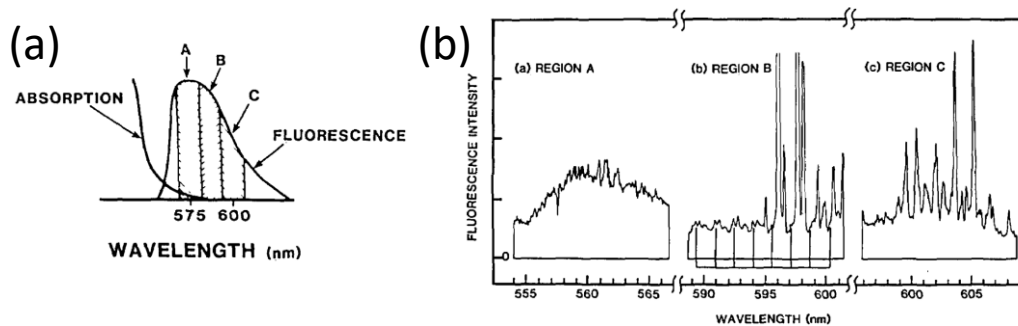 (a)
A
B
C
ABSORPTION
FLUORESCENCE
575 600
WAVELENGTH (nm)
(b)
FLUORESCENCE INTENSITY
(a) REGION A
(b) REGION B
(c) REGION C
0
555 560 565 590 595 600 600 605
WAVELENGTH (nm)